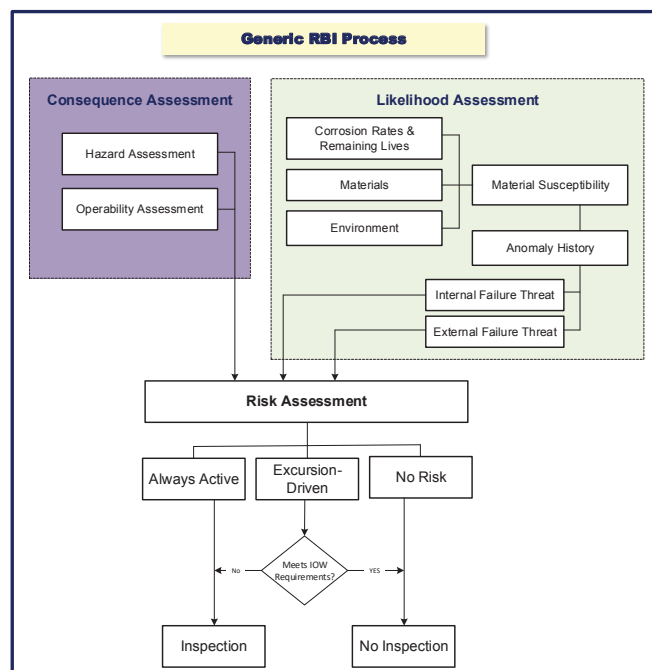 Generic RBI Process
Consequence Assessment
Hazard Assessment
Operability Assessment
Likelihood Assessment
Corrosion Rates &
Remaining Lives
Materials
Environment
Material Susceptibility
Anomaly History
Internal Failure Threat
External Failure Threat
Risk Assessment
Always Active
Excursion-
Driven
No Risk
Meets IOW
Requirements?
No
YES
Inspection
No Inspection